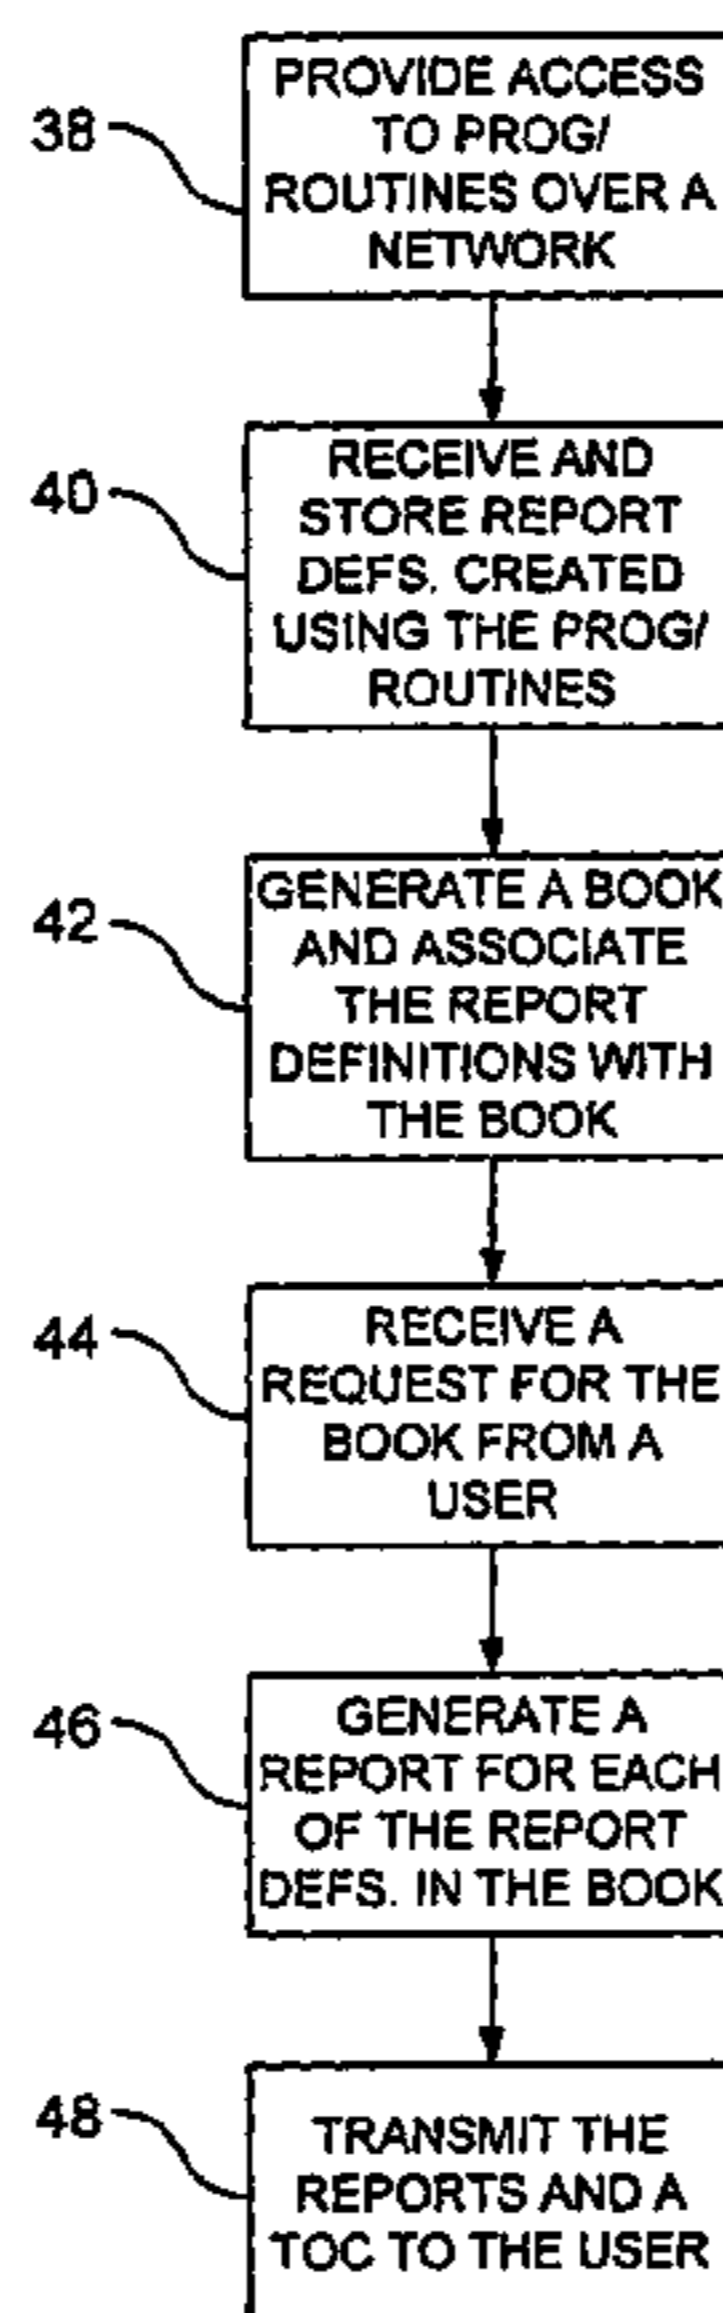 38
PROVIDE ACCESS
TO PROG/
ROUTINES OVER A
NETWORK
40
RECEIVE AND
STORE REPORT
DEFS. CREATED
USING THE PROG/
ROUTINES
42
GENERATE A BOOK
AND ASSOCIATE
THE REPORT
DEFINITIONS WITH
THE BOOK
44
RECEIVE A
REQUEST FOR THE
BOOK FROM A
USER
46
GENERATE A
REPORT FOR EACH
OF THE REPORT
DEFS. IN THE BOOK
48
TRANSMIT THE
REPORTS AND A
TOC TO THE USER